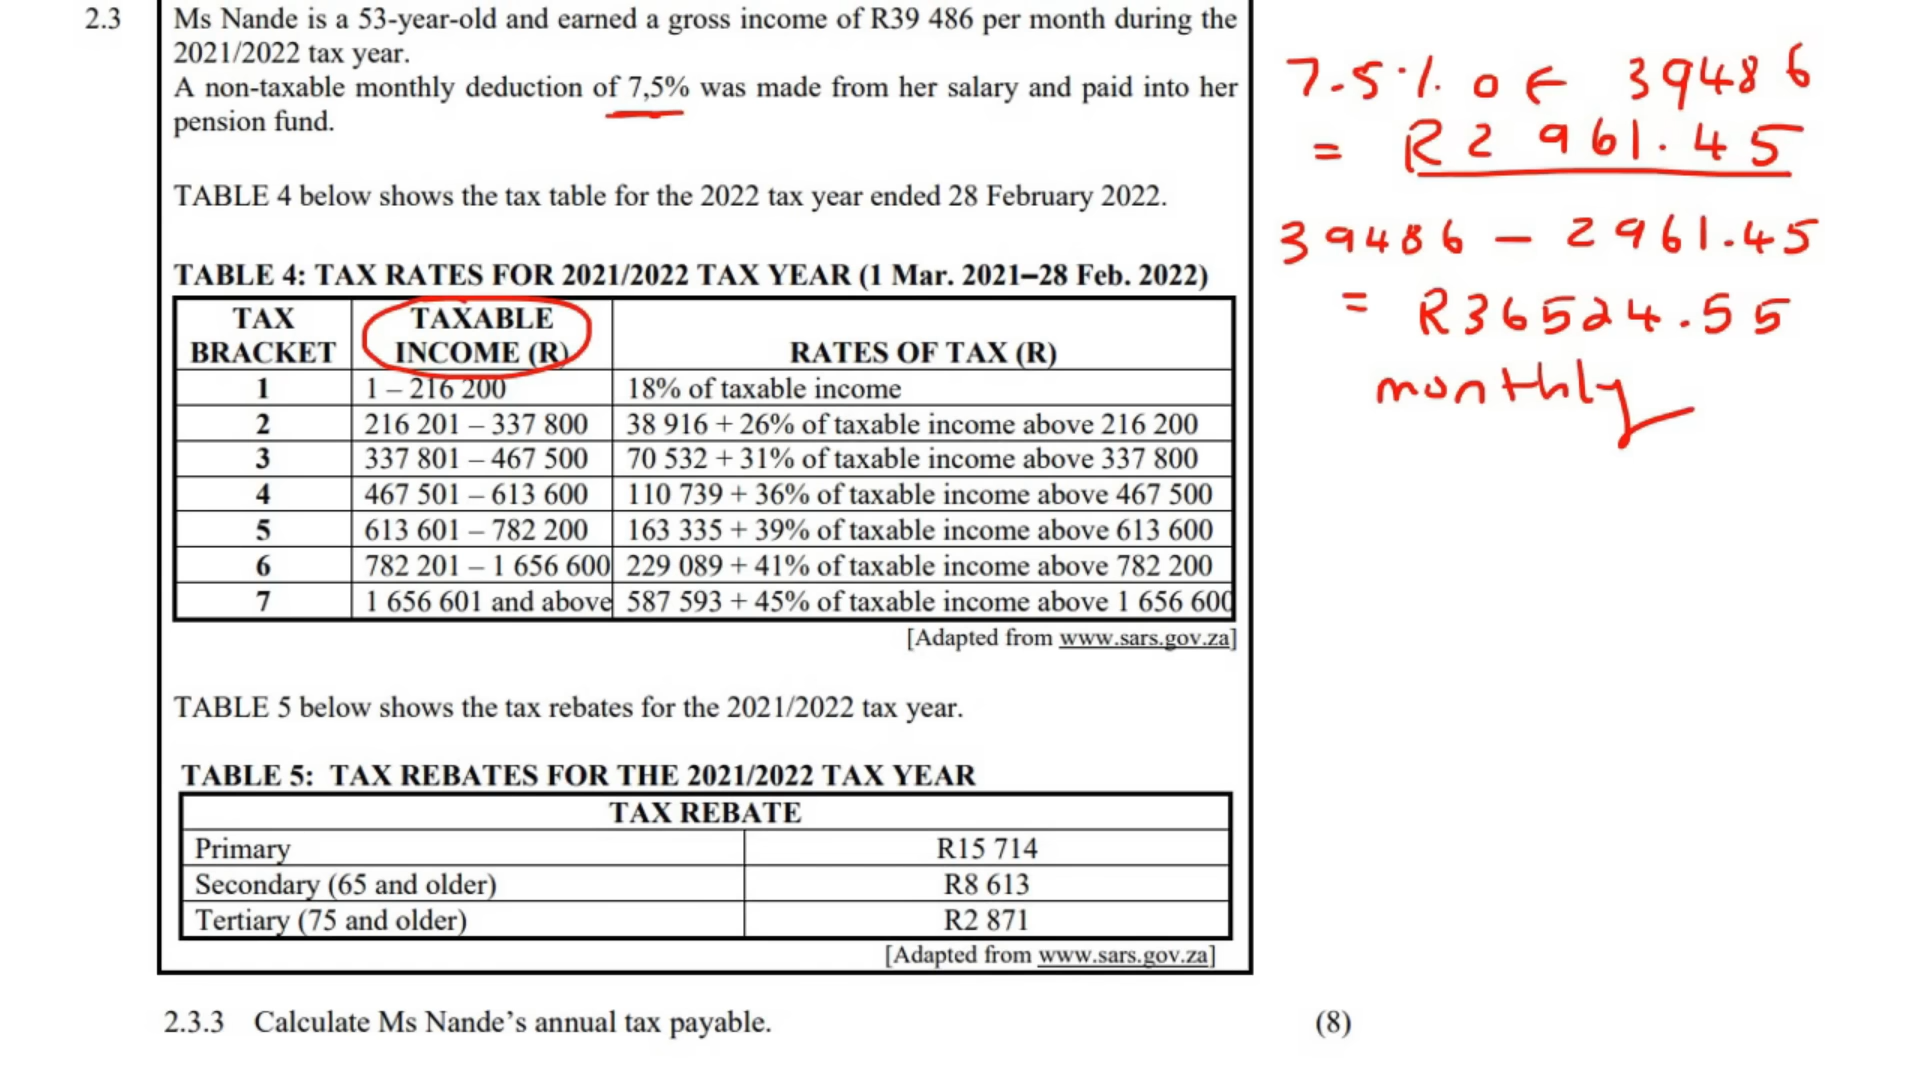 2.3 Ms Nande is a 53-year-old and earned a gross income of R39 486 per month during the
2021/2022 tax year.
A non-taxable monthly deduction of 7,5% was made from her salary and paid into her
pension fund.
TABLE 4 below shows the tax table for the 2022 tax year ended 28 February 2022.
TABLE 4: TAX RATES FOR 2021/2022 TAX YEAR (1 Mar. 2021–28 Feb. 2022)
TAX BRACKET TAXABLE INCOME (R) RATES OF TAX (R)
1 1 – 216 200 18% of taxable income
2 216 201 – 337 800 38 916 + 26% of taxable income above 216 200
3 337 801 – 467 500 70 532 + 31% of taxable income above 337 800
4 467 501 – 613 600 110 739 + 36% of taxable income above 467 500
5 613 601 – 782 200 163 335 + 39% of taxable income above 613 600
6 782 201 – 1 656 600 229 089 + 41% of taxable income above 782 200
7 1 656 601 and above 587 593 + 45% of taxable income above 1 656 600
[Adapted from www.sars.gov.za]
TABLE 5 below shows the tax rebates for the 2021/2022 tax year.
TABLE 5: TAX REBATES FOR THE 2021/2022 TAX YEAR
TAX REBATE
Primary R15 714
Secondary (65 and older) R8 613
Tertiary (75 and older) R2 871
[Adapted from www.sars.gov.za]
2.3.3 Calculate Ms Nande's annual tax payable. (8)
7.5% of 39486
= R2 961.45
39486 – 2961.45
= R36524.55
monthly